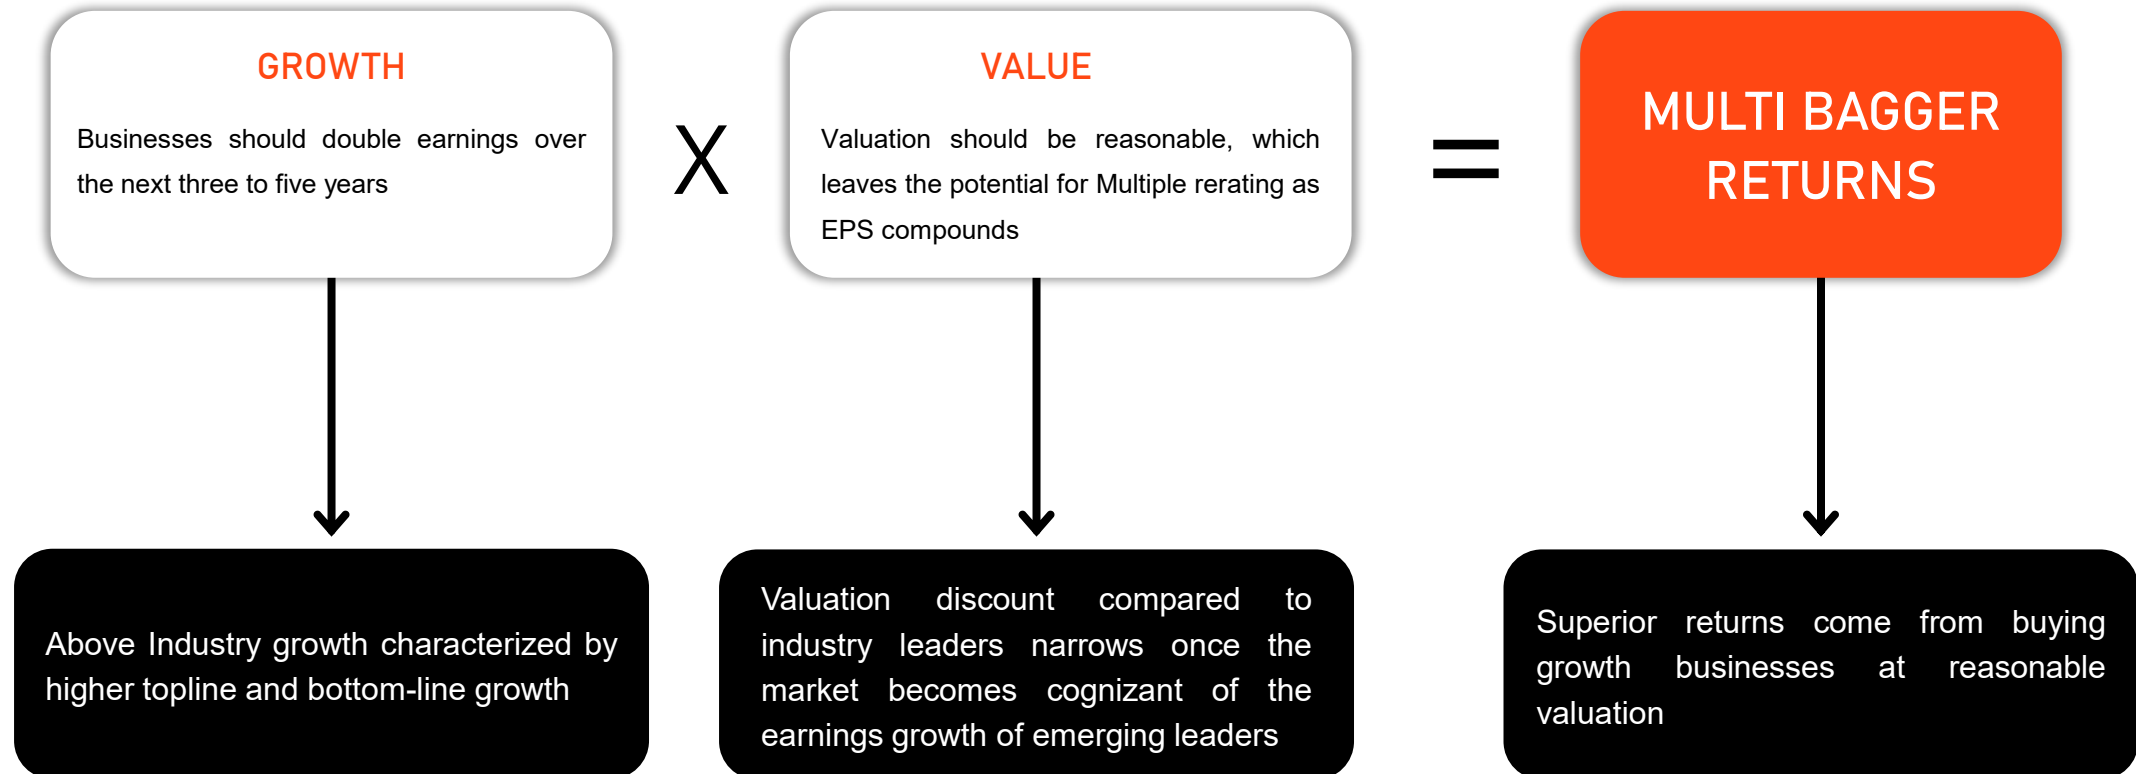 GROWTH
Businesses should double earnings over
the next three to five years
X
VALUE
Valuation should be reasonable, which
leaves the potential for Multiple rerating as
EPS compounds
=
MULTI BAGGER
RETURNS
Above Industry growth characterized by
higher topline and bottom-line growth
Valuation discount compared to
industry leaders narrows once the
market becomes cognizant of the
earnings growth of emerging leaders
Superior returns come from buying
growth businesses at reasonable
valuation